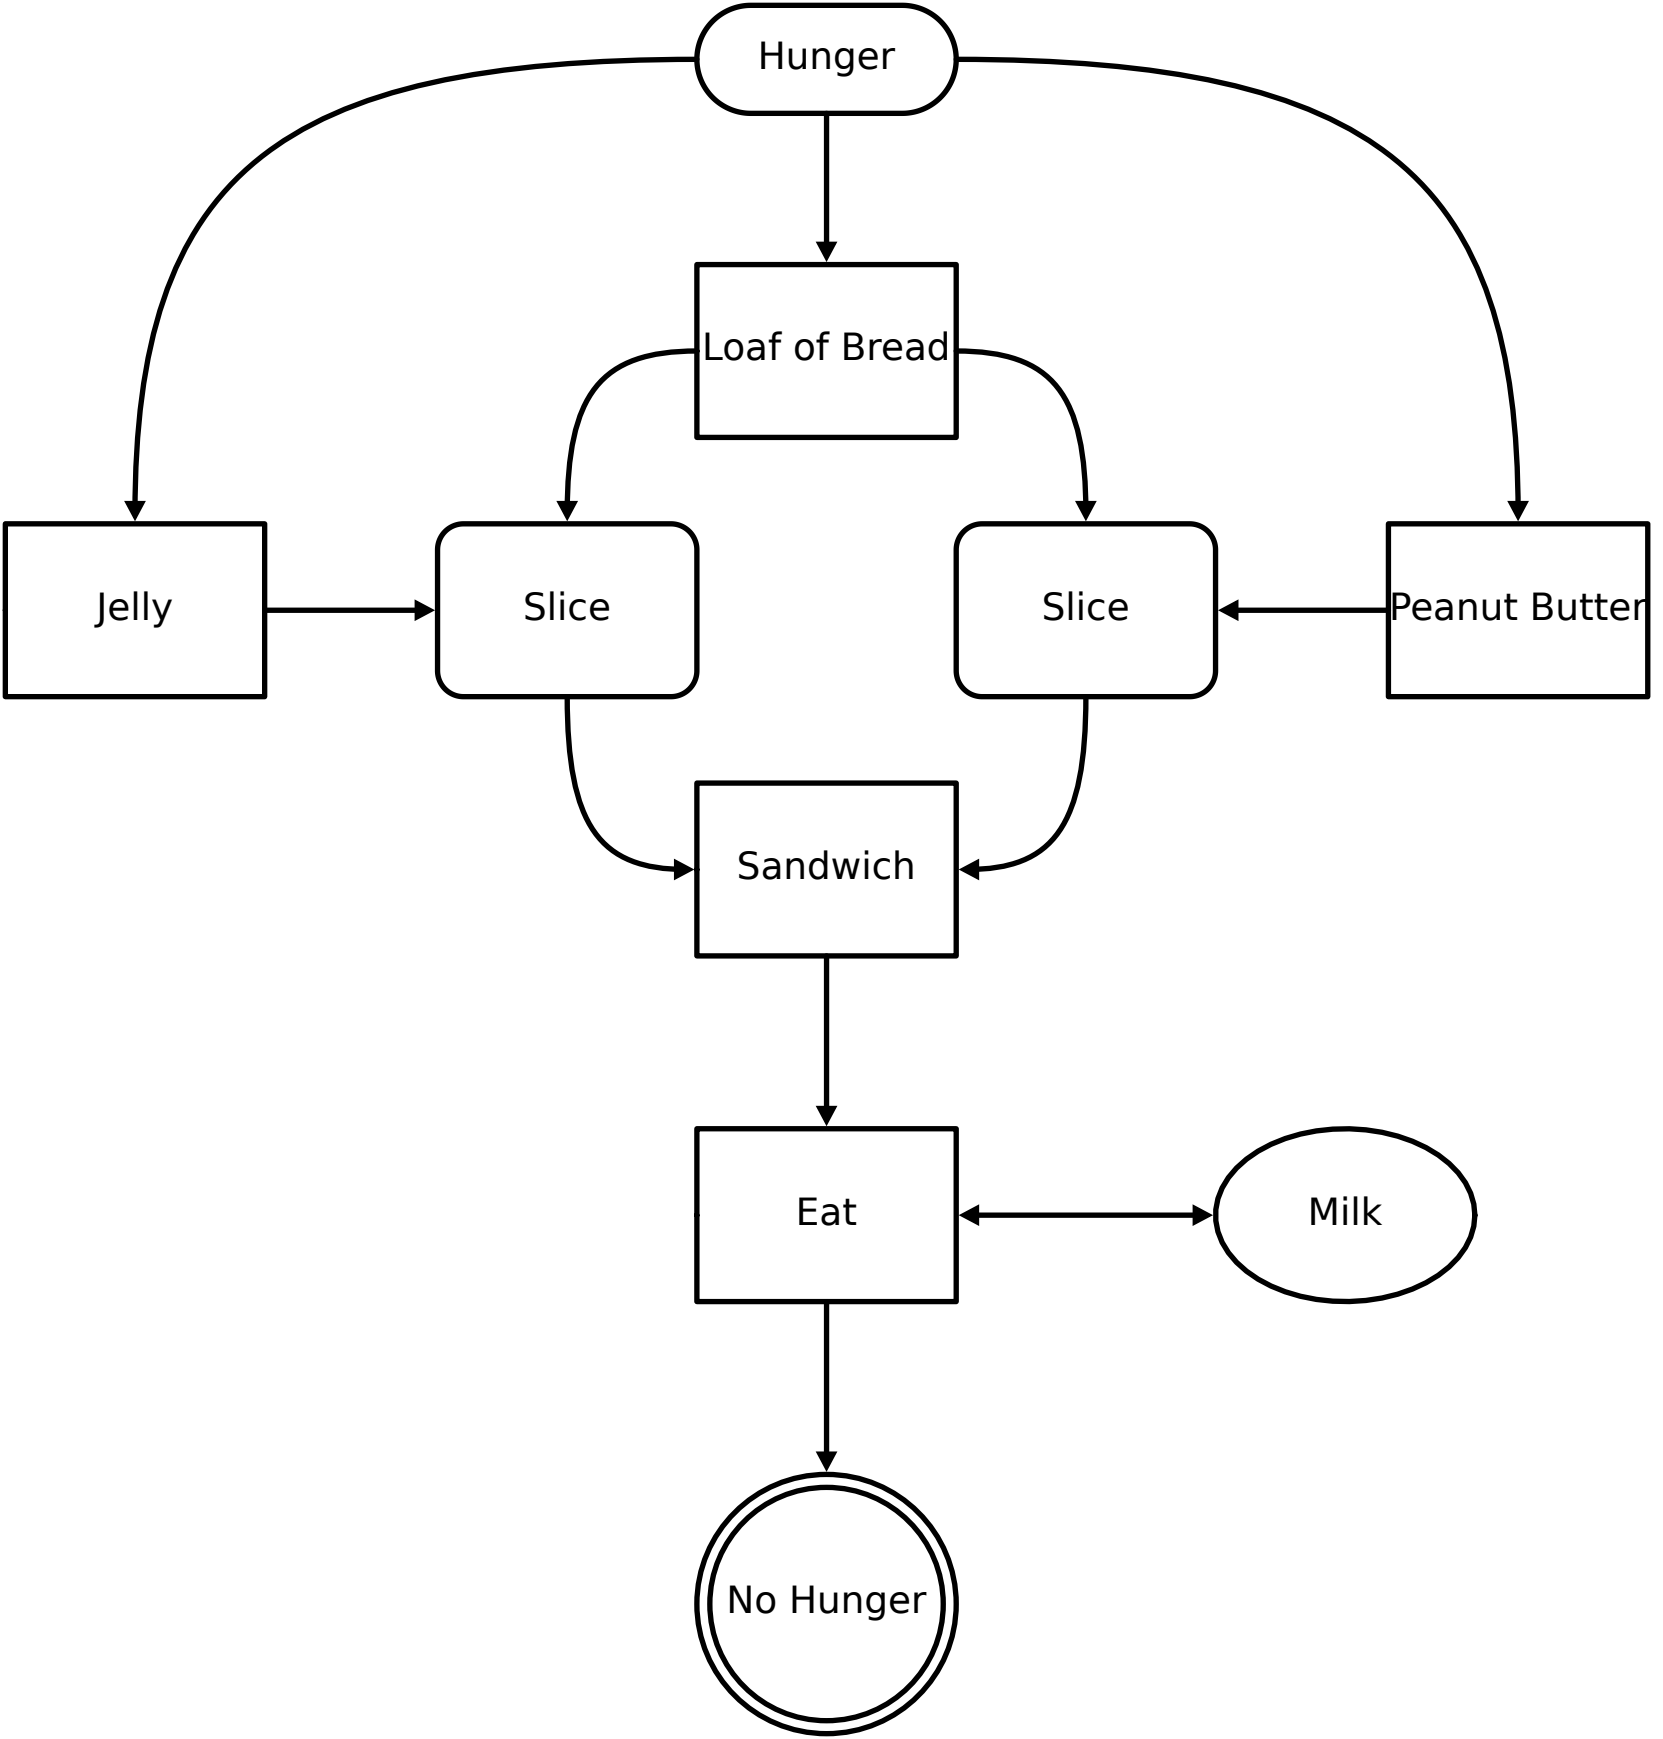 Hunger
Loaf of Bread
Jelly
Slice
Slice
Peanut Butter
Sandwich
Eat
Milk
No Hunger